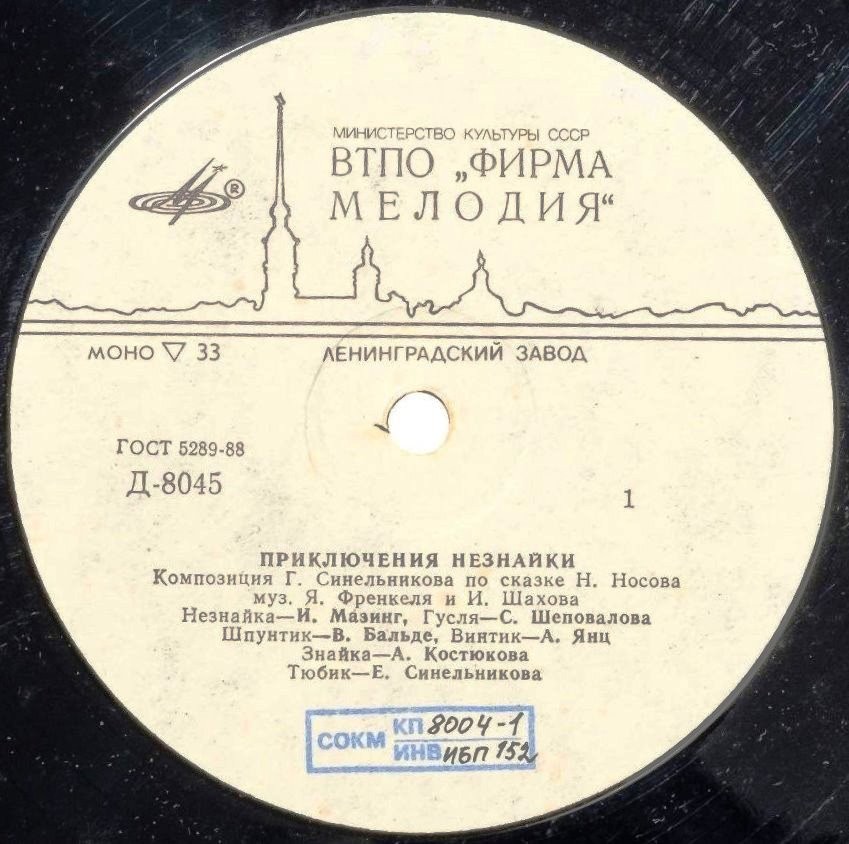 МИНИСТЕРСТВО КУЛЬТУРЫ СССР
ВТПО „ФИРМА
МЕЛОДИЯ“
®
МОНО ▽ 33
ЛЕНИНГРАДСКИЙ ЗАВОД
ГОСТ 5289-88
Д-8045
1
ПРИКЛЮЧЕНИЯ НЕЗНАЙКИ
Композиция Г. Синельникова по сказке Н. Носова
муз. Я. Френкеля и И. Шахова
Незнайка—И. Мазинг, Гусля—С. Шеповалова
Шпунтик—В. Бальде, Винтик—А. Янц
Знайка—А. Костюкова
Тюбик—Е. Синельникова
СОКМ КП 8004-1
ИНВ ИБП 152